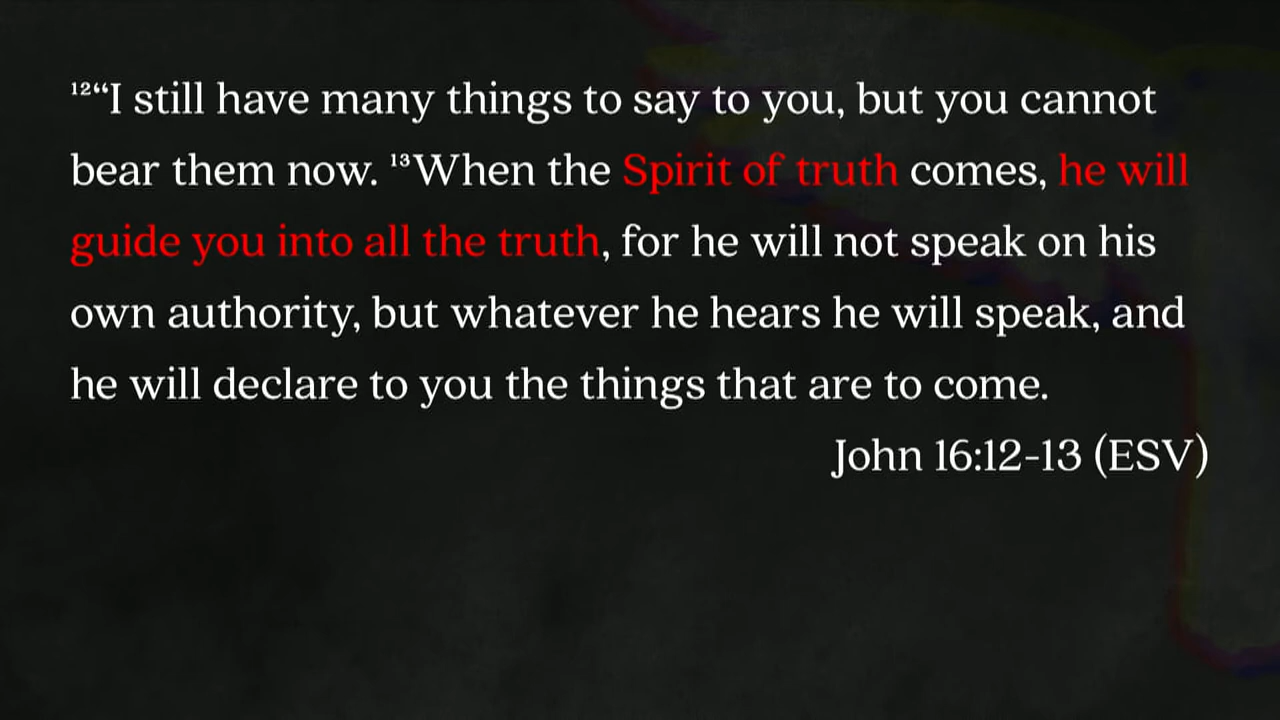 ¹²“I still have many things to say to you, but you cannot
bear them now. ¹³When the Spirit of truth comes, he will
guide you into all the truth, for he will not speak on his
own authority, but whatever he hears he will speak, and
he will declare to you the things that are to come.
John 16:12-13 (ESV)